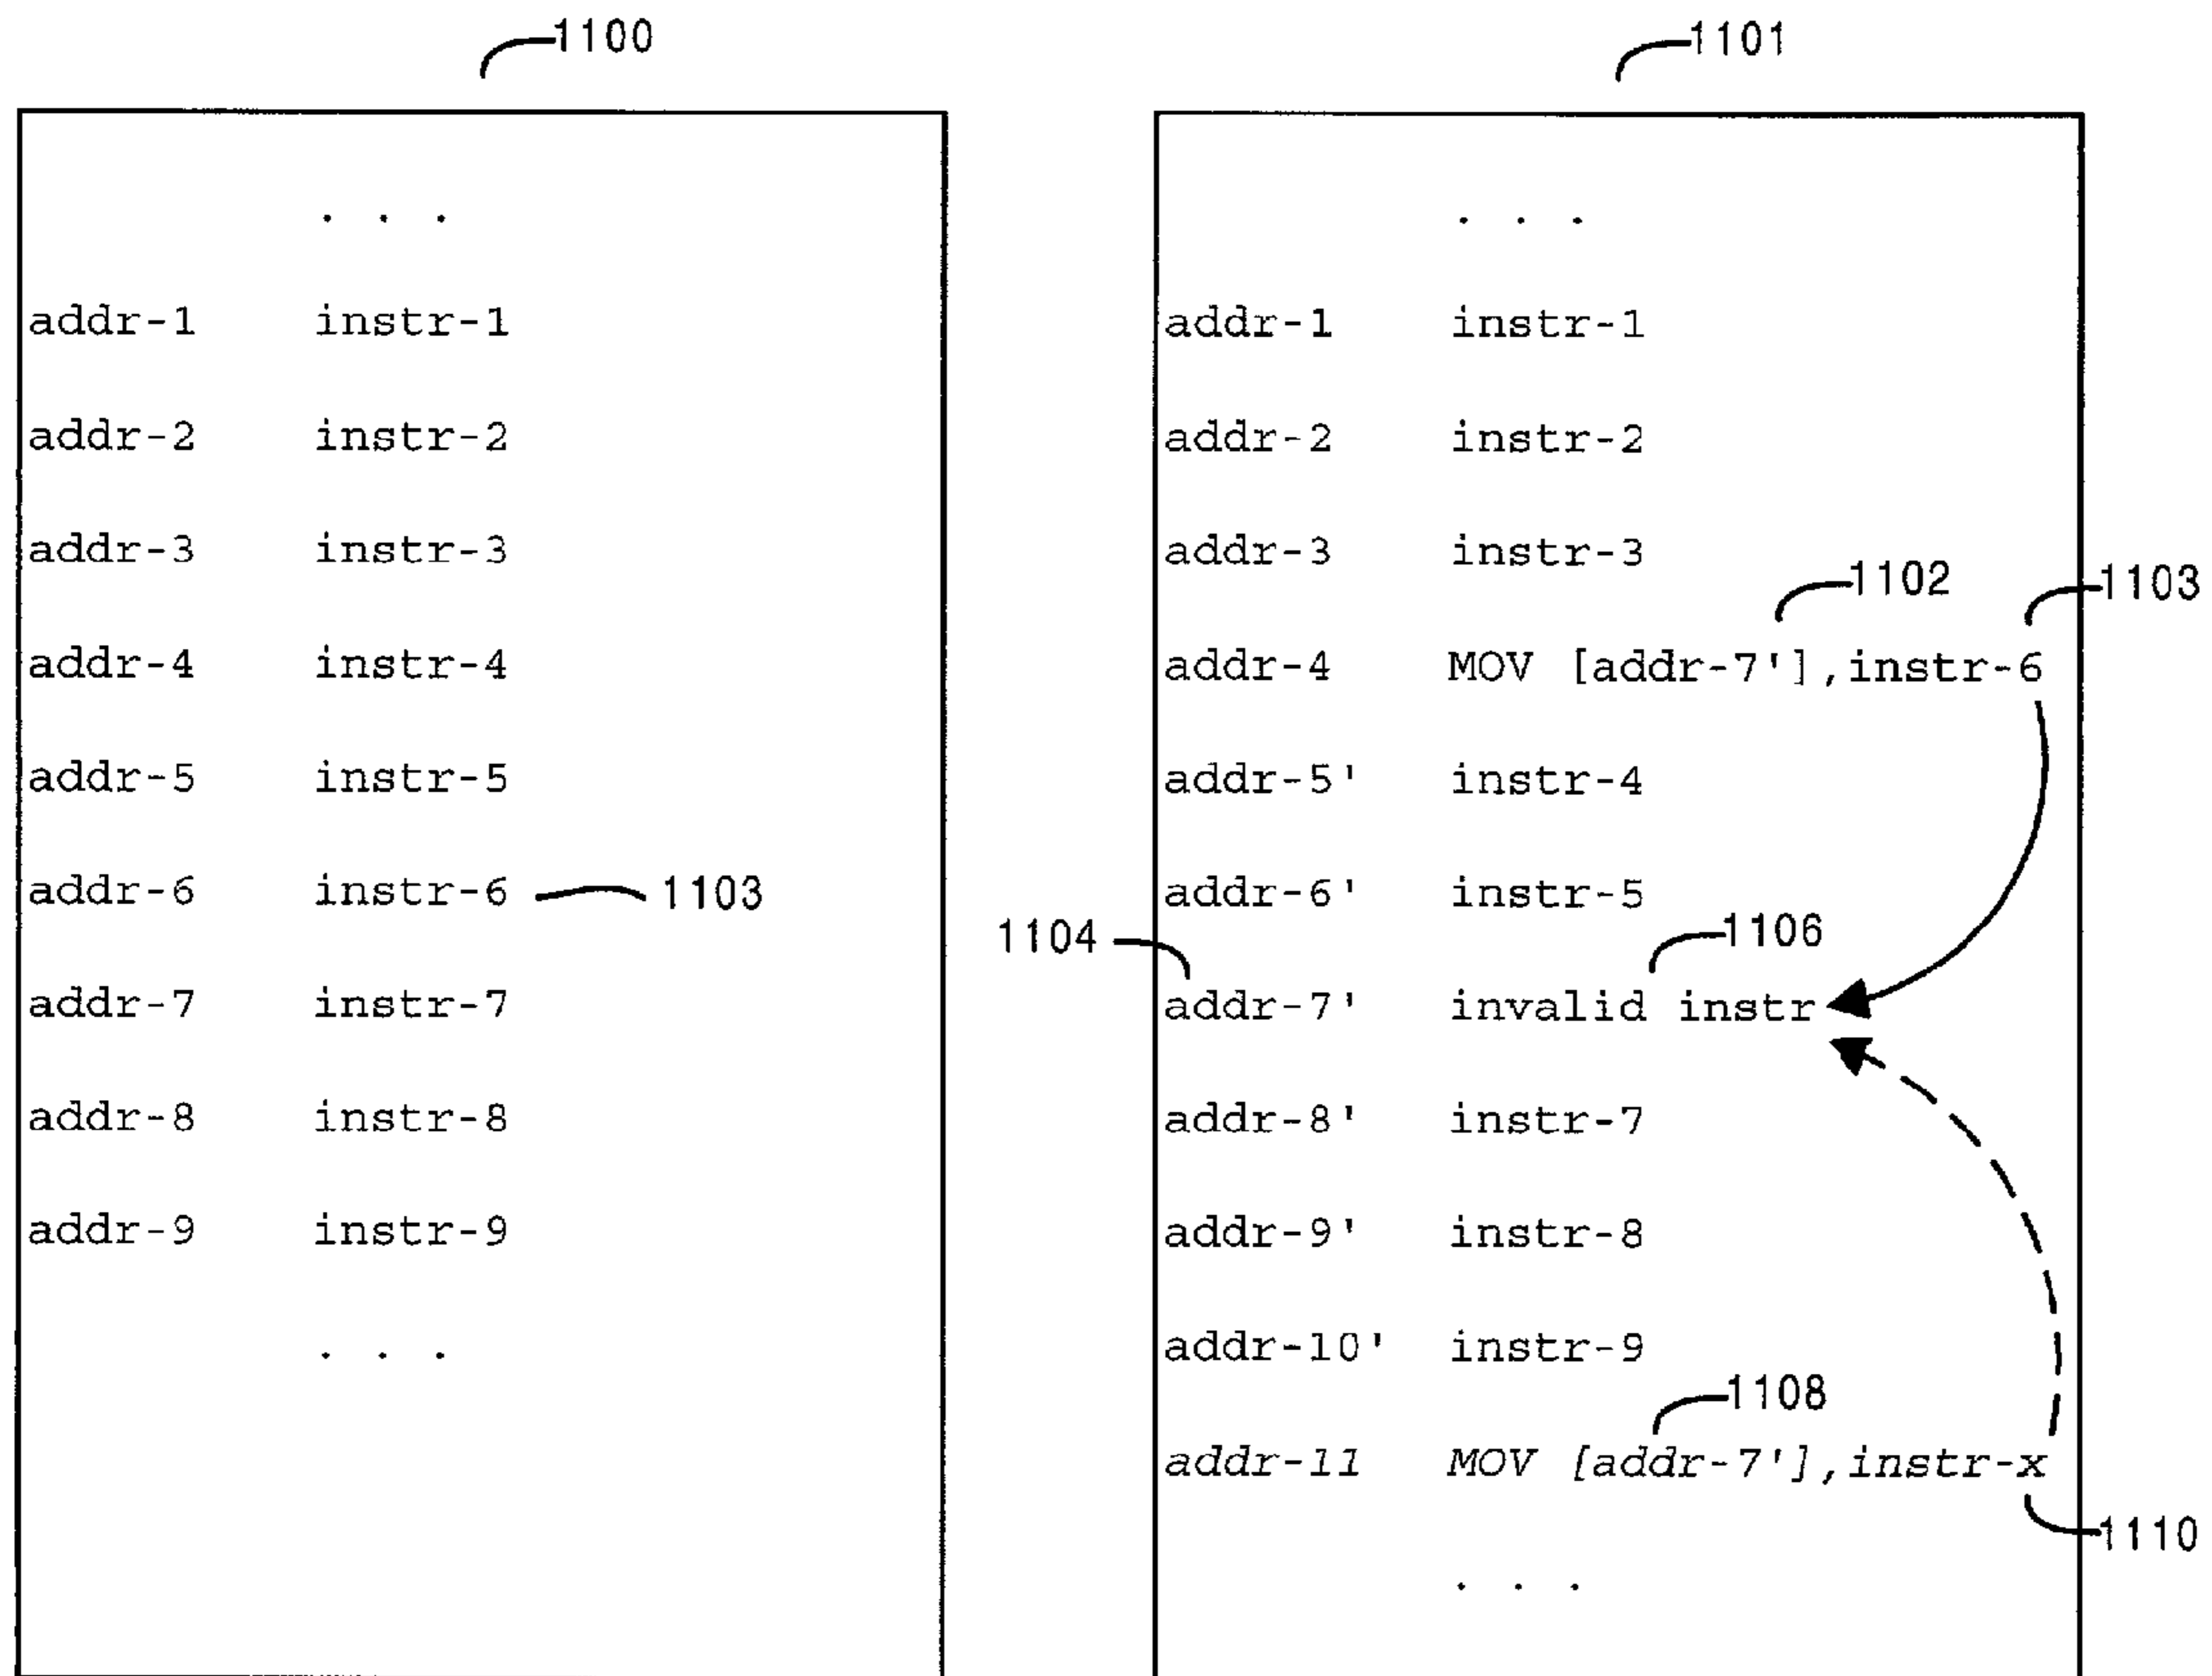 1100
. . .
addr-1 instr-1
addr-2 instr-2
addr-3 instr-3
addr-4 instr-4
addr-5 instr-5
addr-6 instr-6 1103
addr-7 instr-7
addr-8 instr-8
addr-9 instr-9
. . .
1101
. . .
addr-1 instr-1
addr-2 instr-2
addr-3 instr-3
1102 1103
addr-4 MOV [addr-7'],instr-6
addr-5' instr-4
addr-6' instr-5
1104 1106
addr-7' invalid instr
addr-8' instr-7
addr-9' instr-8
addr-10' instr-9
1108
addr-11 MOV [addr-7'],instr-x
1110
. . .